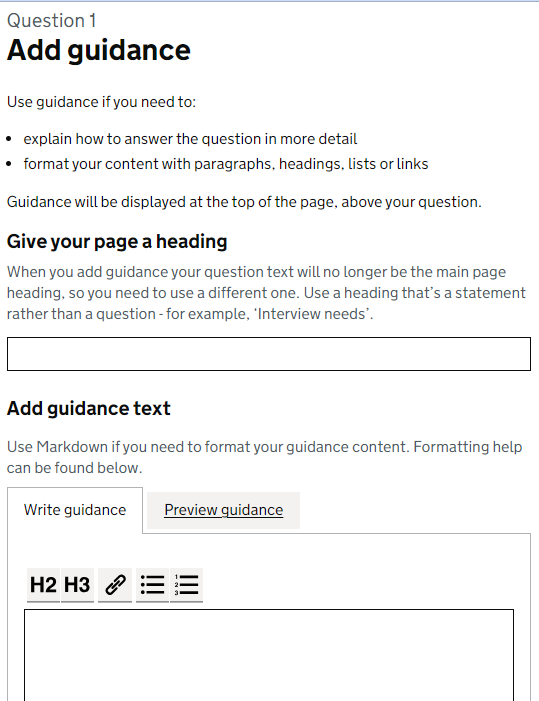 Question 1
Add guidance
Use guidance if you need to:
• explain how to answer the question in more detail
• format your content with paragraphs, headings, lists or links
Guidance will be displayed at the top of the page, above your question.
Give your page a heading
When you add guidance your question text will no longer be the main page
heading, so you need to use a different one. Use a heading that’s a statement
rather than a question - for example, ‘Interview needs’.
Add guidance text
Use Markdown if you need to format your guidance content. Formatting help
can be found below.
Write guidance Preview guidance
H2 H3 1 2 3